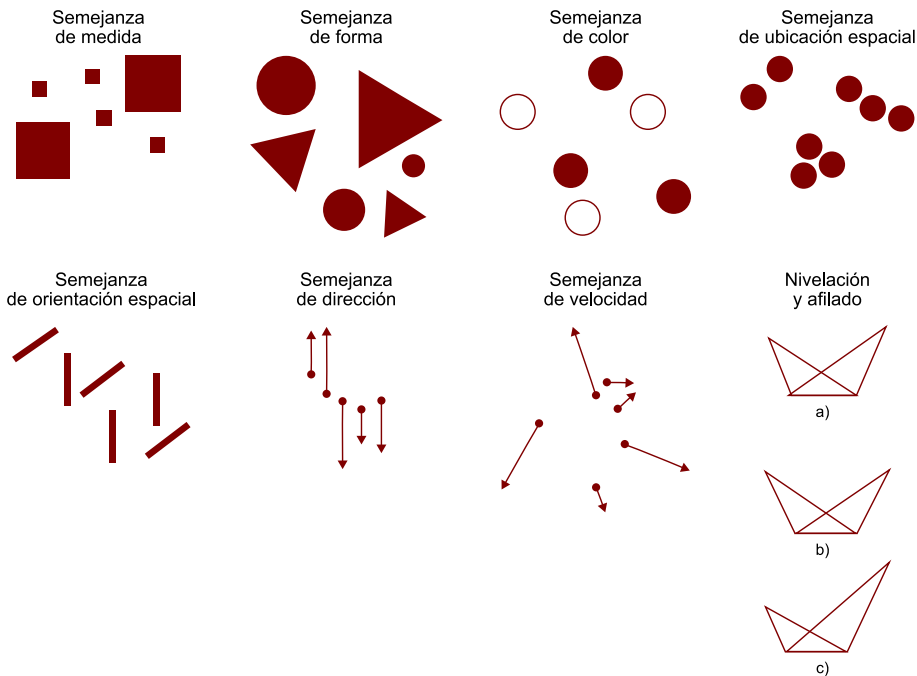 Semejanza
de medida
Semejanza
de forma
Semejanza
de color
Semejanza
de ubicación espacial
Semejanza
de orientación espacial
Semejanza
de dirección
Semejanza
de velocidad
Nivelación
y afilado
a)
b)
c)